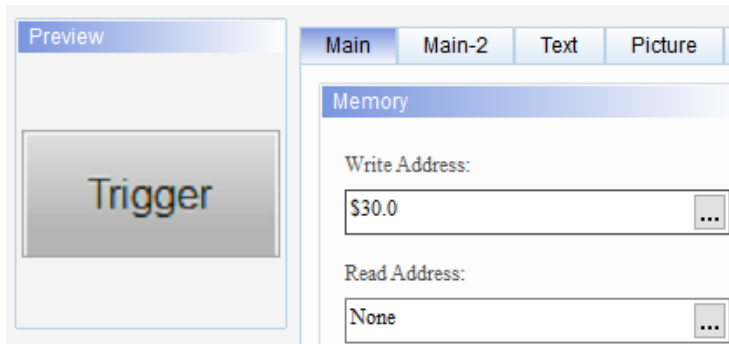 Preview
Trigger
Main Main-2 Text Picture
Memory
Write Address:
$30.0
...
Read Address:
None
...